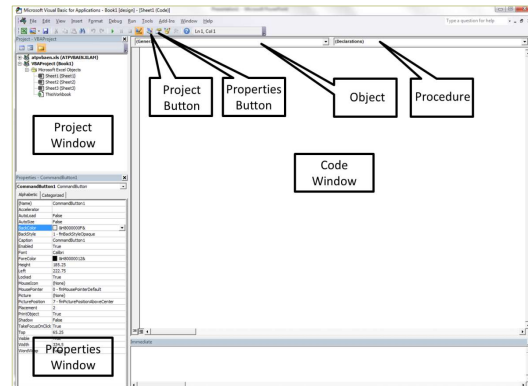 Microsoft Visual Basic for Applications - Book1 [design] - [Sheet1 (Code)]
File Edit View Insert Format Debug Run Tools Add-Ins Window Help
Type a question for help
Ln 1, Col 1
Project - VBAProject
atpvbaen.xls (ATPVBAEN.XLAM)
VBAProject (Book1)
Microsoft Excel Objects
Sheet1 (Sheet1)
Sheet2 (Sheet2)
Sheet3 (Sheet3)
ThisWorkbook
(General)
(Declarations)
Project
Button
Properties
Button
Object
Procedure
Project
Window
Code
Window
Properties - CommandButton1
CommandButton1 CommandButton
Alphabetic Categorized
(Name) CommandButton1
Accelerator
AutoLoad False
AutoSize False
BackColor &H8000000F&
BackStyle 1 - fmBackStyleOpaque
Caption CommandButton1
Enabled True
Font Calibri
ForeColor &H80000012&
Height 185.25
Left 222.75
Locked True
MouseIcon (None)
MousePointer 0 - fmMousePointerDefault
Picture (None)
PicturePosition 7 - fmPicturePositionAboveCenter
Placement 2
PrintObject True
Shadow False
TakeFocusOnClick True
Top 65.25
Visible True
Width
WordWrap
Properties
Window
Immediate